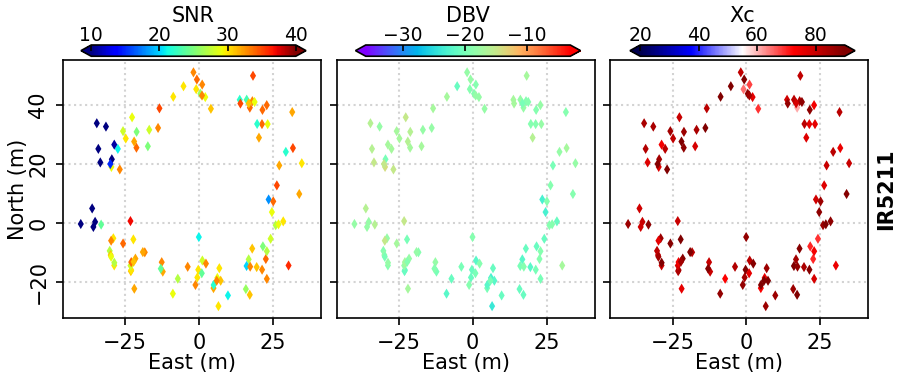 SNR DBV Xc
10 20 30 40 −30 −20 −10 20 40 60 80
North (m)
40
20
0
−20
−25 0 25 −25 0 25 −25 0 25
East (m) East (m) East (m)
IR5211